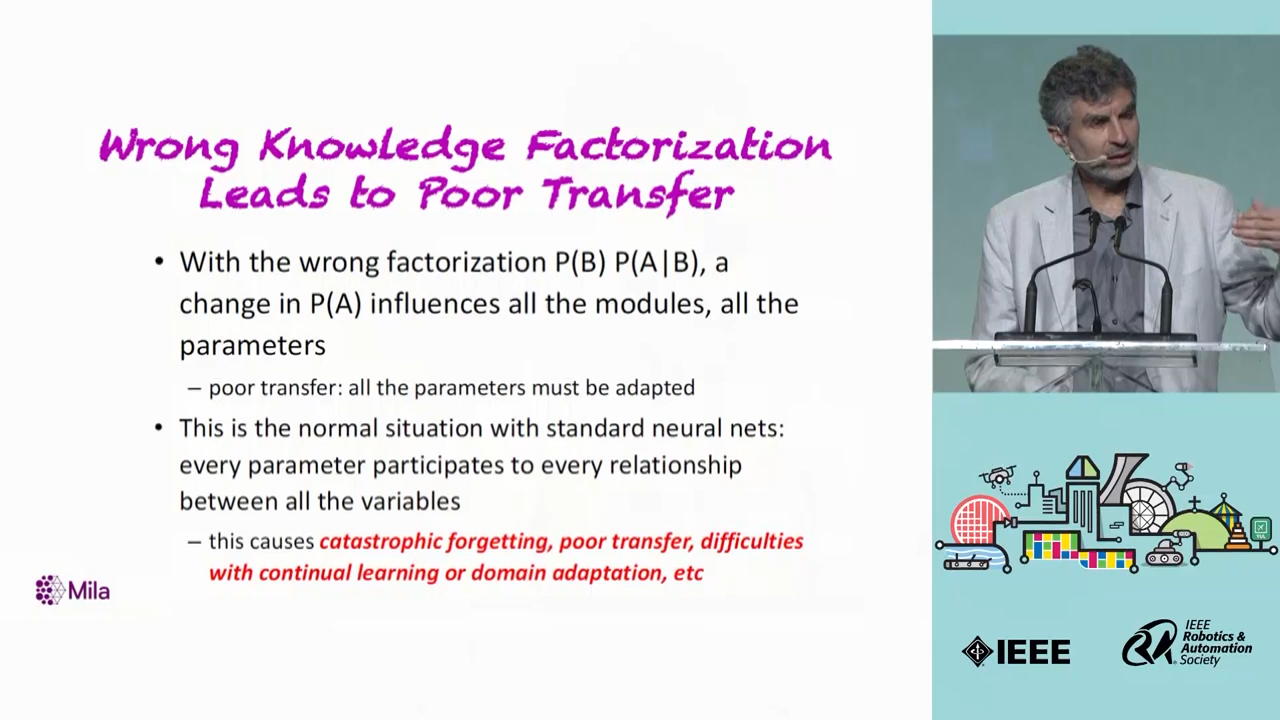 Wrong Knowledge Factorization
Leads to Poor Transfer
• With the wrong factorization P(B) P(A|B), a
change in P(A) influences all the modules, all the
parameters
– poor transfer: all the parameters must be adapted
• This is the normal situation with standard neural nets:
every parameter participates to every relationship
between all the variables
– this causes catastrophic forgetting, poor transfer, difficulties
with continual learning or domain adaptation, etc
Mila
YUL
IEEE
IEEE
Robotics &
Automation
Society